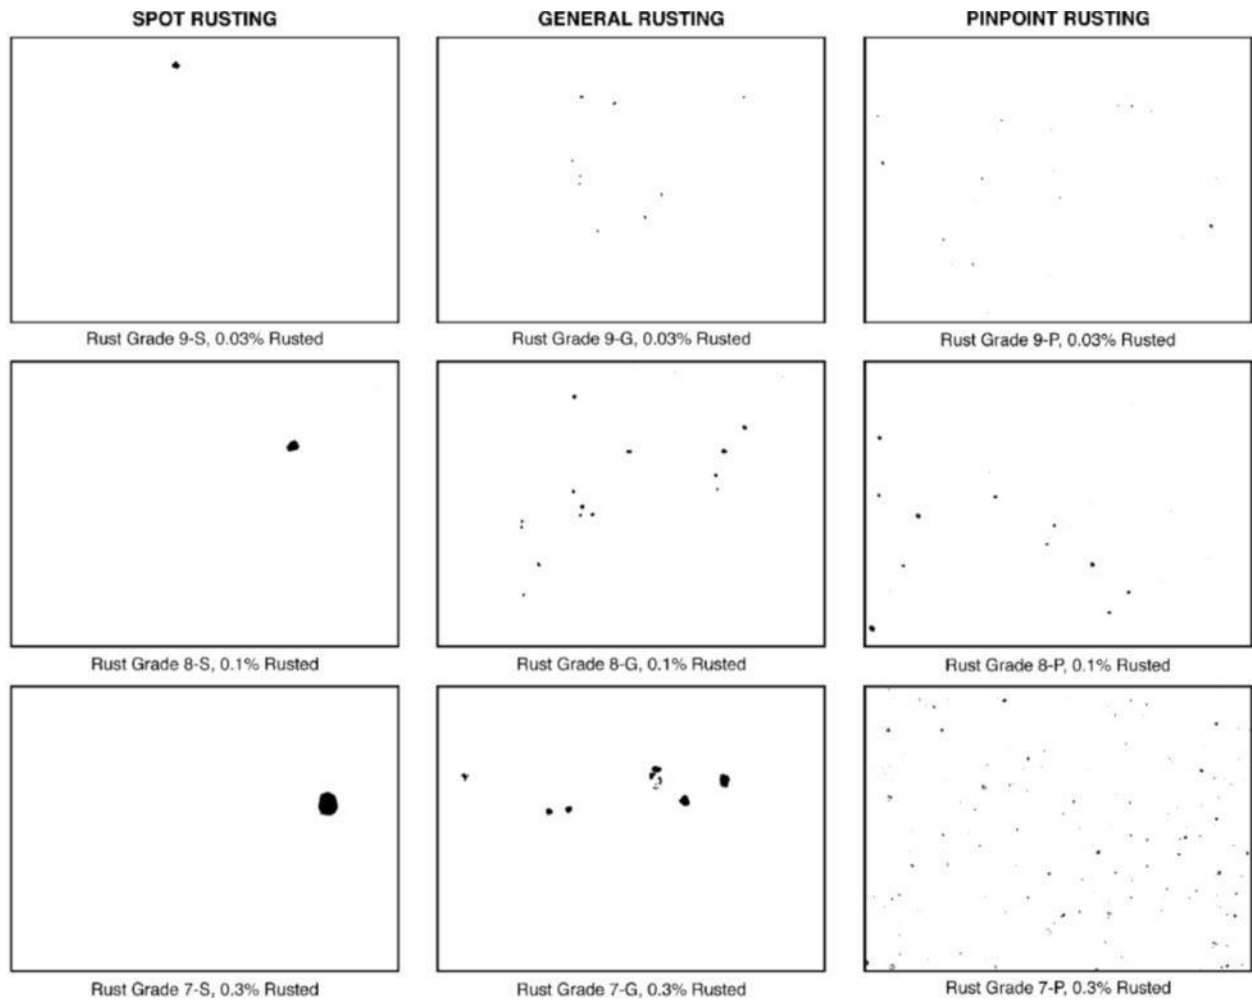 SPOT RUSTING GENERAL RUSTING PINPOINT RUSTING
Rust Grade 9-S, 0.03% Rusted Rust Grade 9-G, 0.03% Rusted Rust Grade 9-P, 0.03% Rusted
Rust Grade 8-S, 0.1% Rusted Rust Grade 8-G, 0.1% Rusted Rust Grade 8-P, 0.1% Rusted
Rust Grade 7-S, 0.3% Rusted Rust Grade 7-G, 0.3% Rusted Rust Grade 7-P, 0.3% Rusted